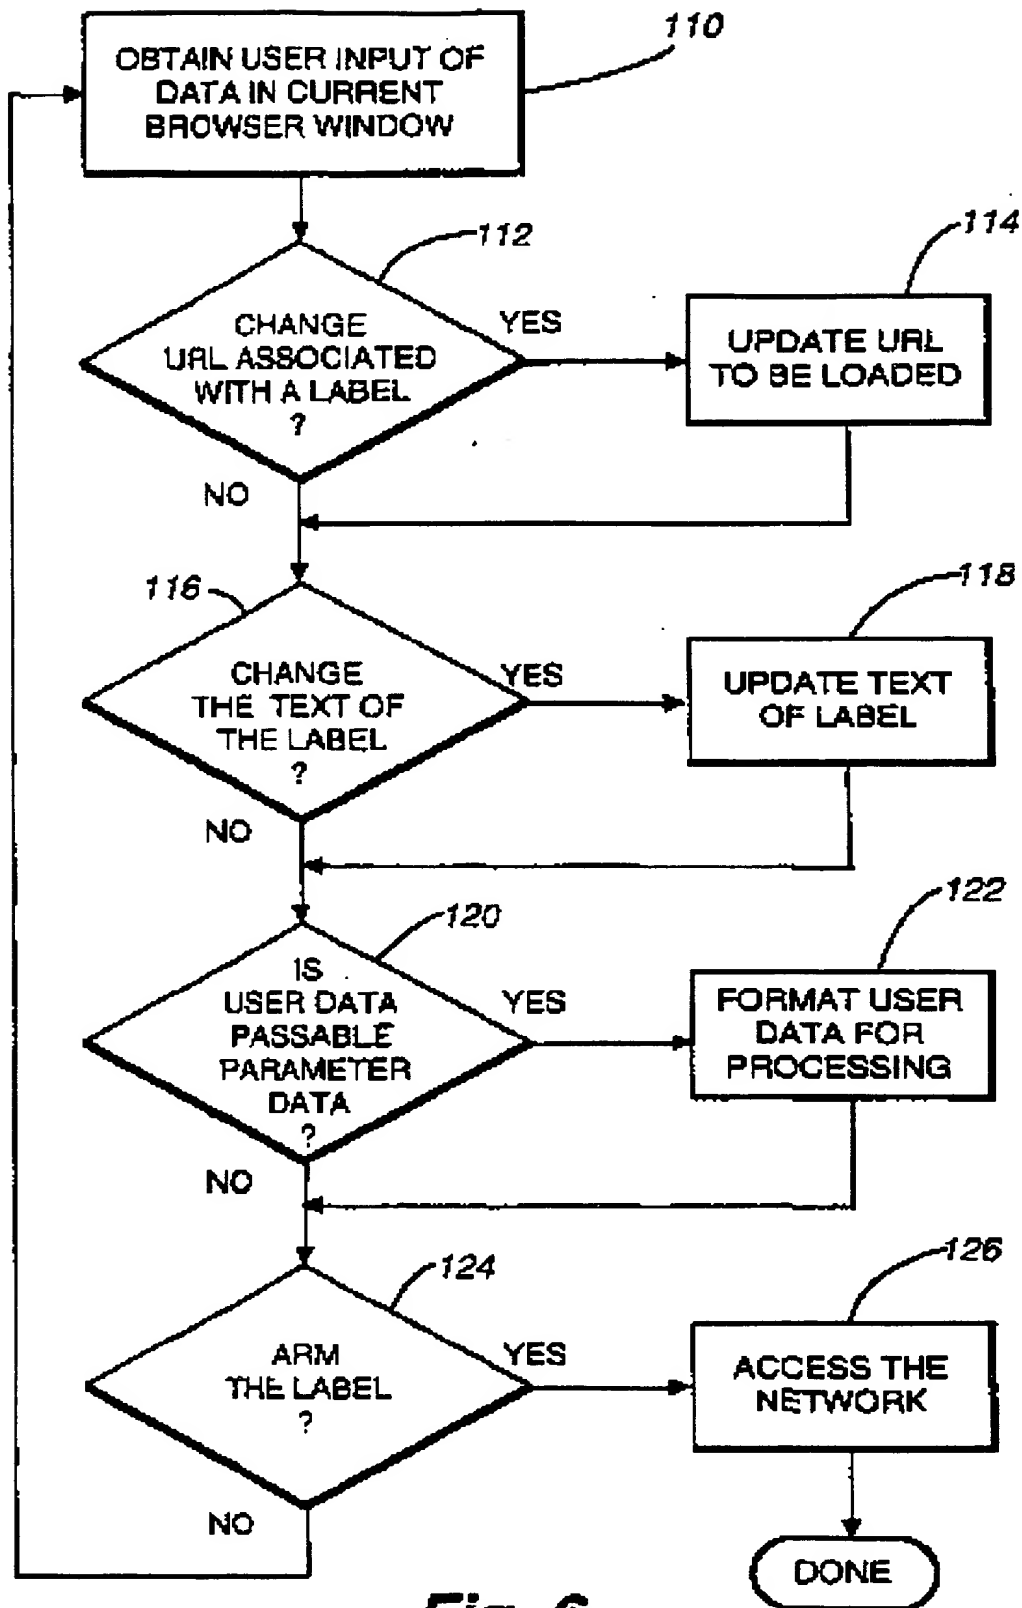 110
OBTAIN USER INPUT OF
DATA IN CURRENT
BROWSER WINDOW
112
114
CHANGE
URL ASSOCIATED
WITH A LABEL
?
YES
UPDATE URL
TO BE LOADED
NO
116
118
CHANGE
THE TEXT OF
THE LABEL
?
YES
UPDATE TEXT
OF LABEL
NO
120
122
IS
USER DATA
PASSABLE
PARAMETER
DATA
?
YES
FORMAT USER
DATA FOR
PROCESSING
NO
124
126
ARM
THE LABEL
?
YES
ACCESS THE
NETWORK
NO
DONE
Fig. 6